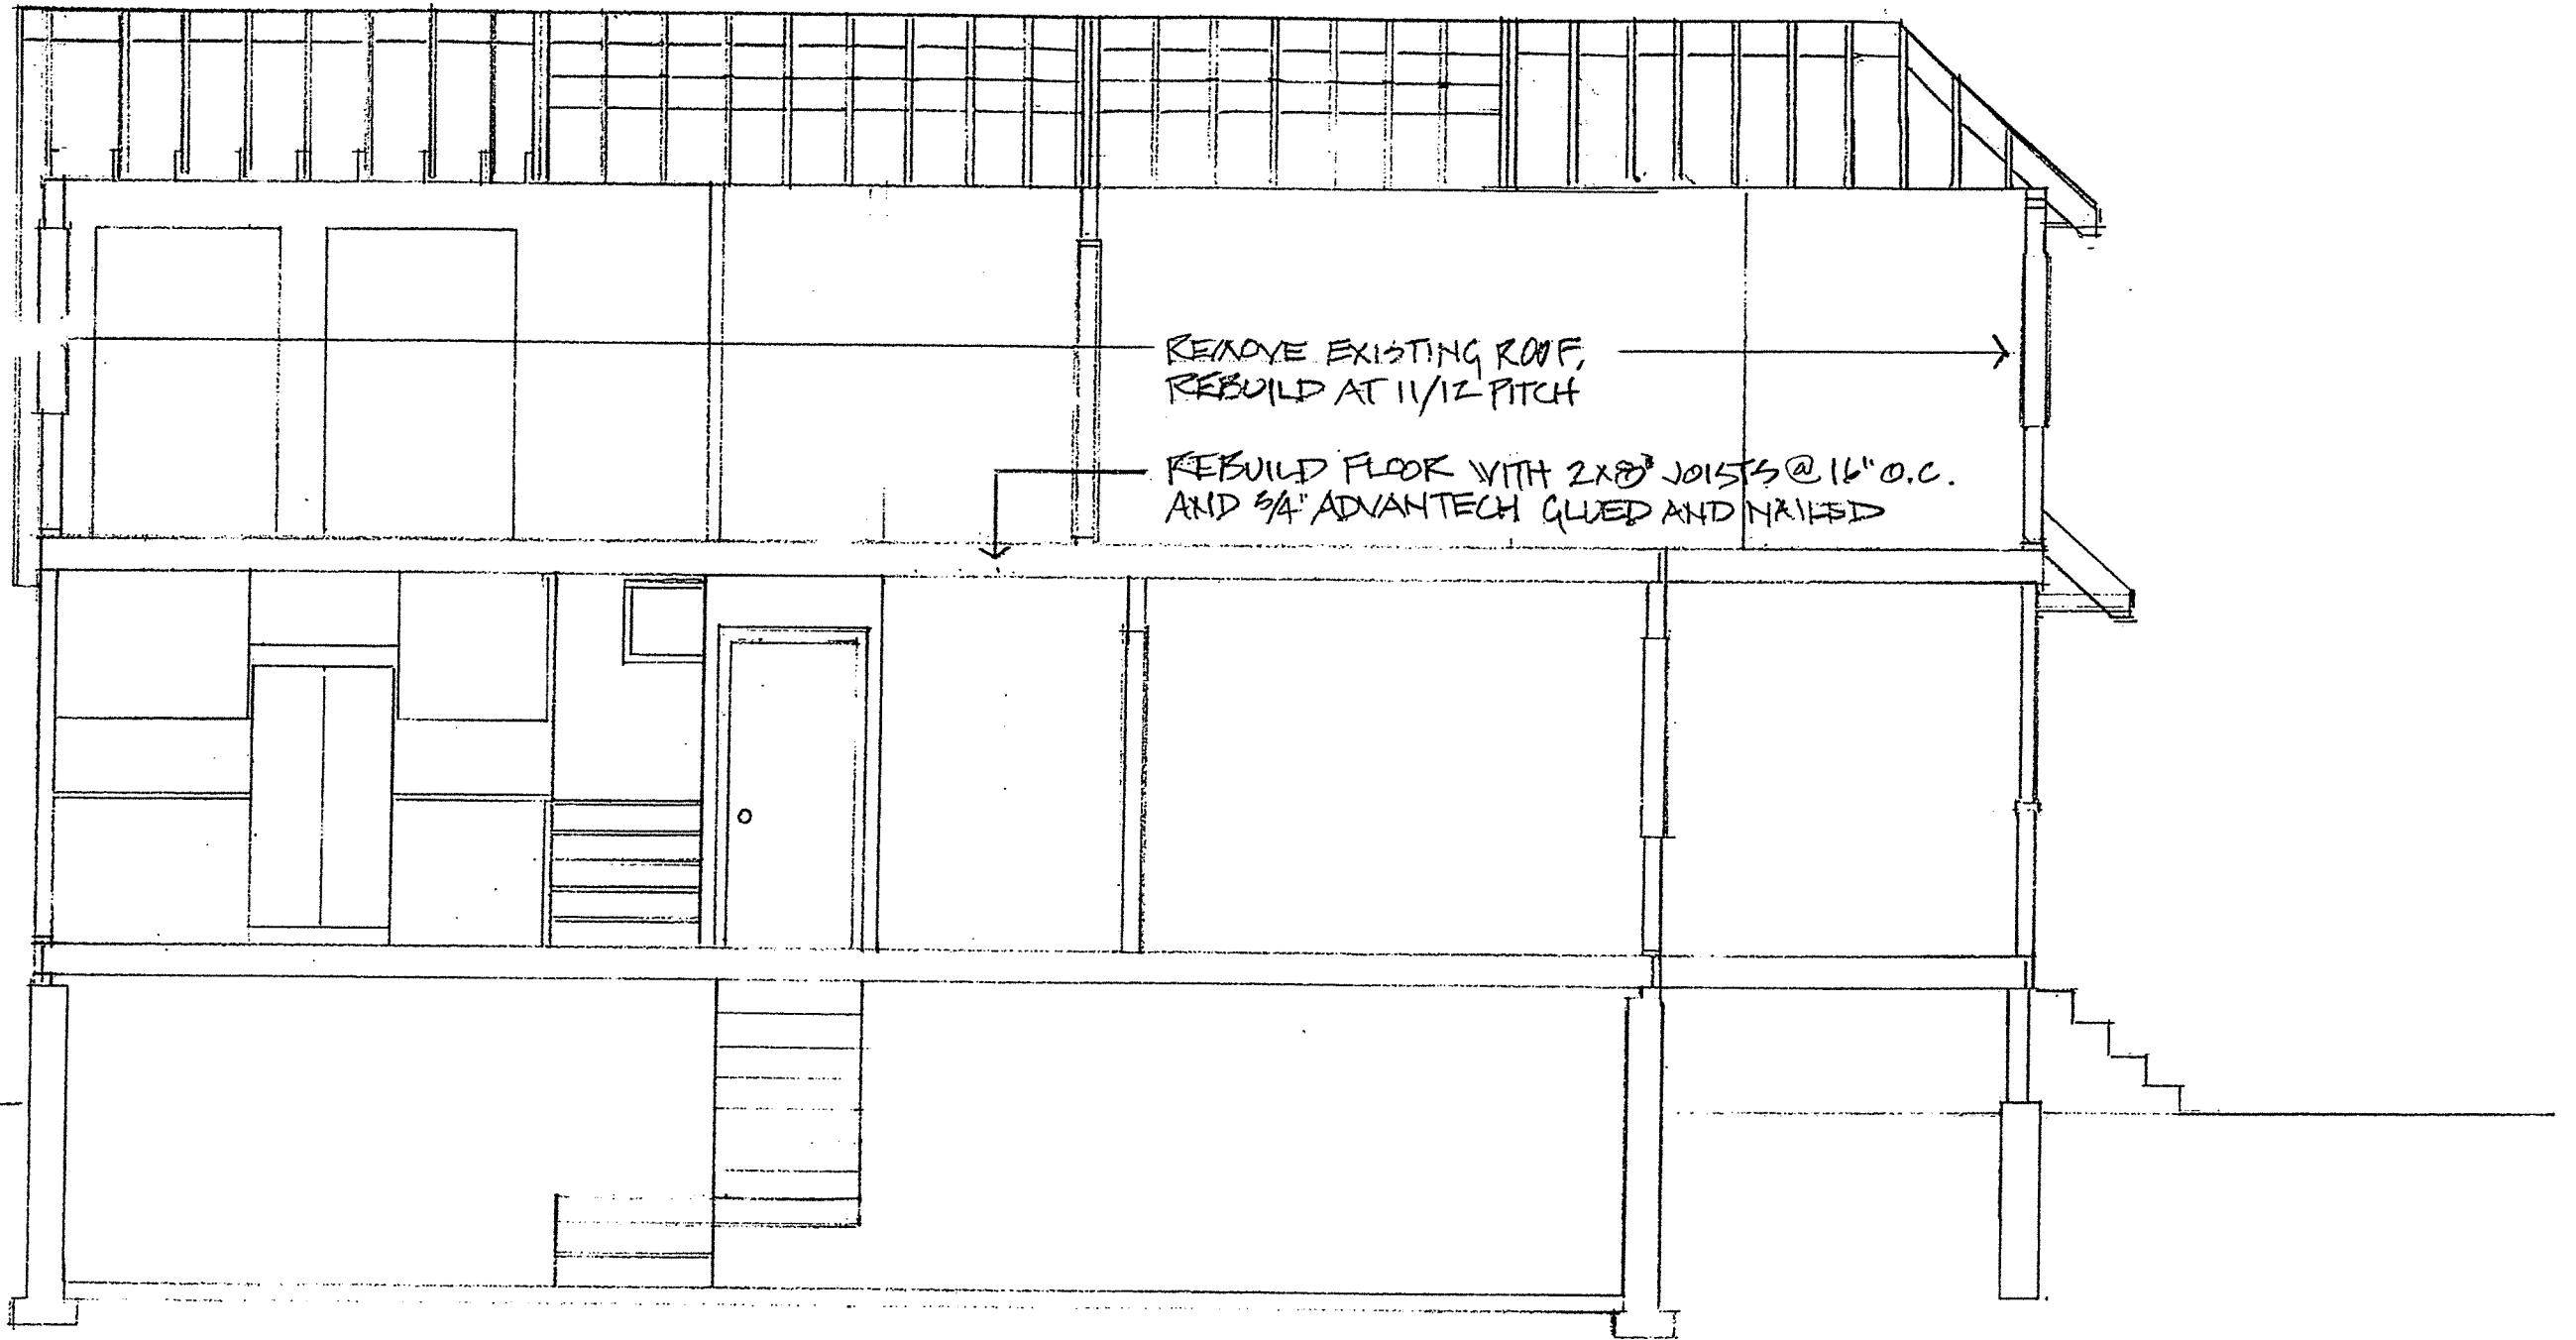 REMOVE EXISTING ROOF,
REBUILD AT 11/12 PITCH
REBUILD FLOOR WITH 2X8 JOISTS @ 16" O.C.
AND 3/4" ADVANTECH GLUED AND NAILED